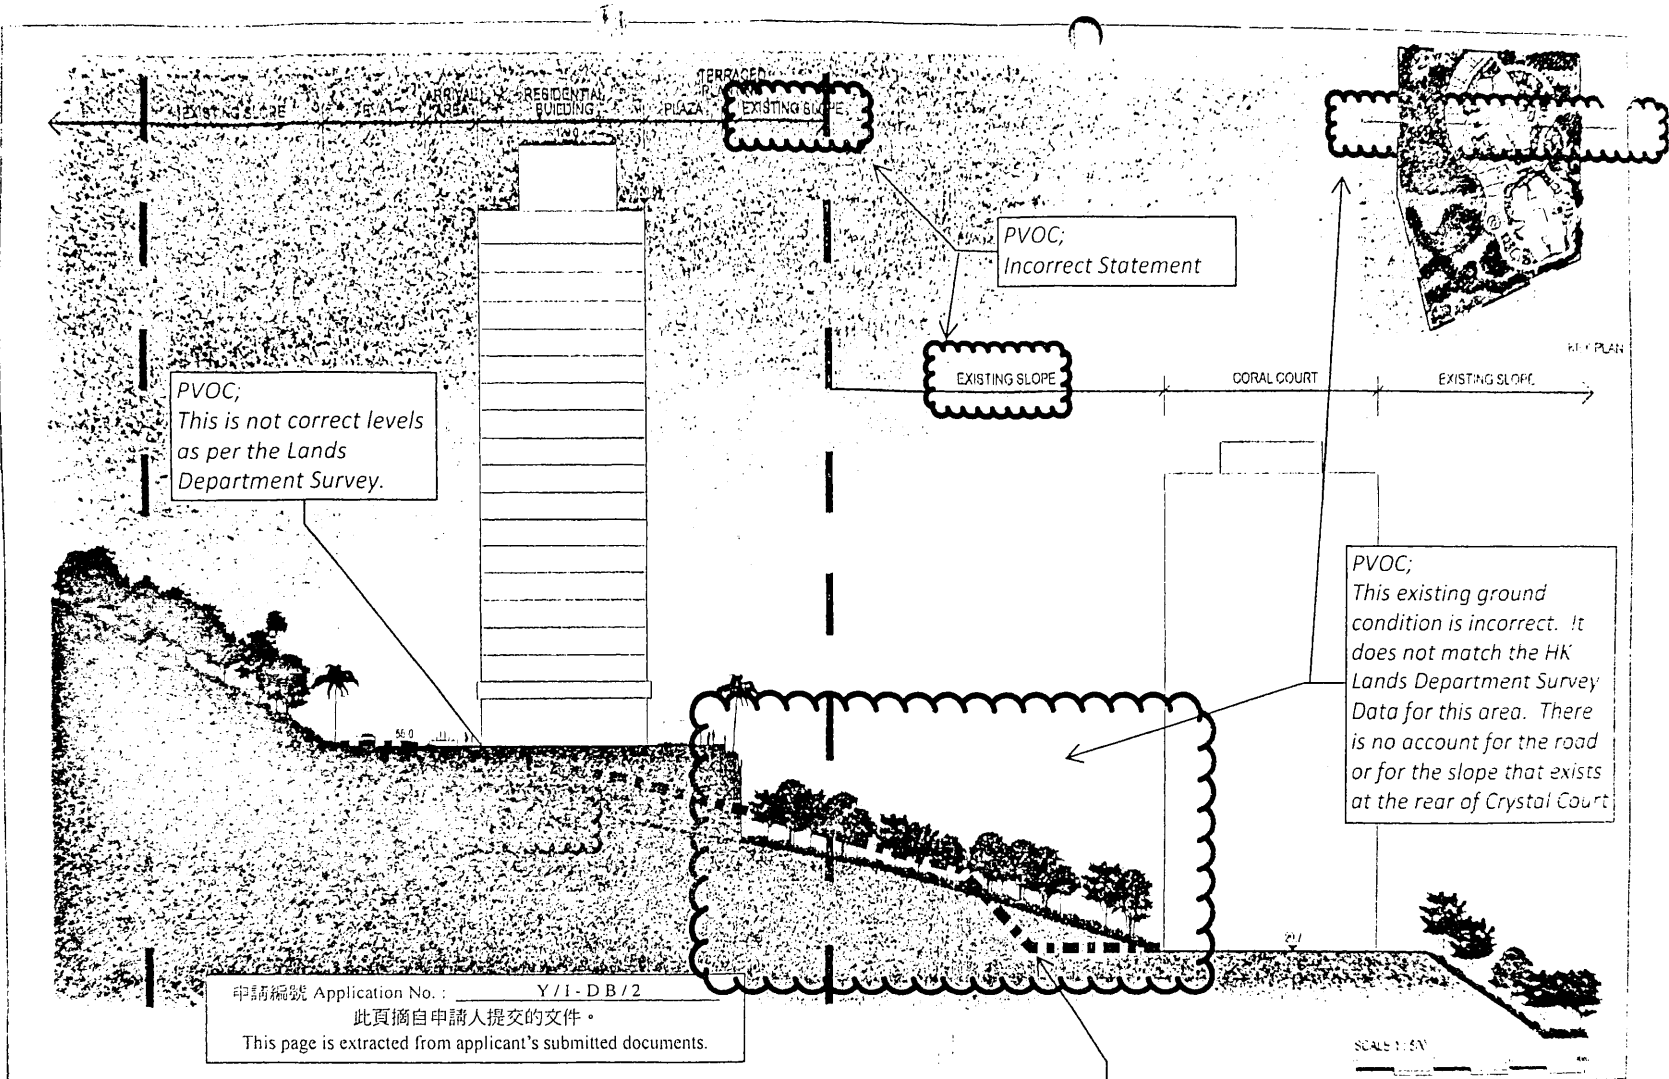 EXISTING SLOPE
ARRIVAL
AREA
RESIDENTIAL
BUILDING
PLAZA
TERRACED
EXISTING SLOPE
PVOC;
Incorrect Statement
KEY PLAN
EXISTING SLOPE
CORAL COURT
EXISTING SLOPE
PVOC;
This is not correct levels
as per the Lands
Department Survey.
PVOC;
This existing ground
condition is incorrect. It
does not match the HK
Lands Department Survey
Data for this area. There
is no account for the road
or for the slope that exists
at the rear of Crystal Court
申請編號 Application No. : Y/I-DB/2
此頁摘自申請人提交的文件。
This page is extracted from applicant's submitted documents.